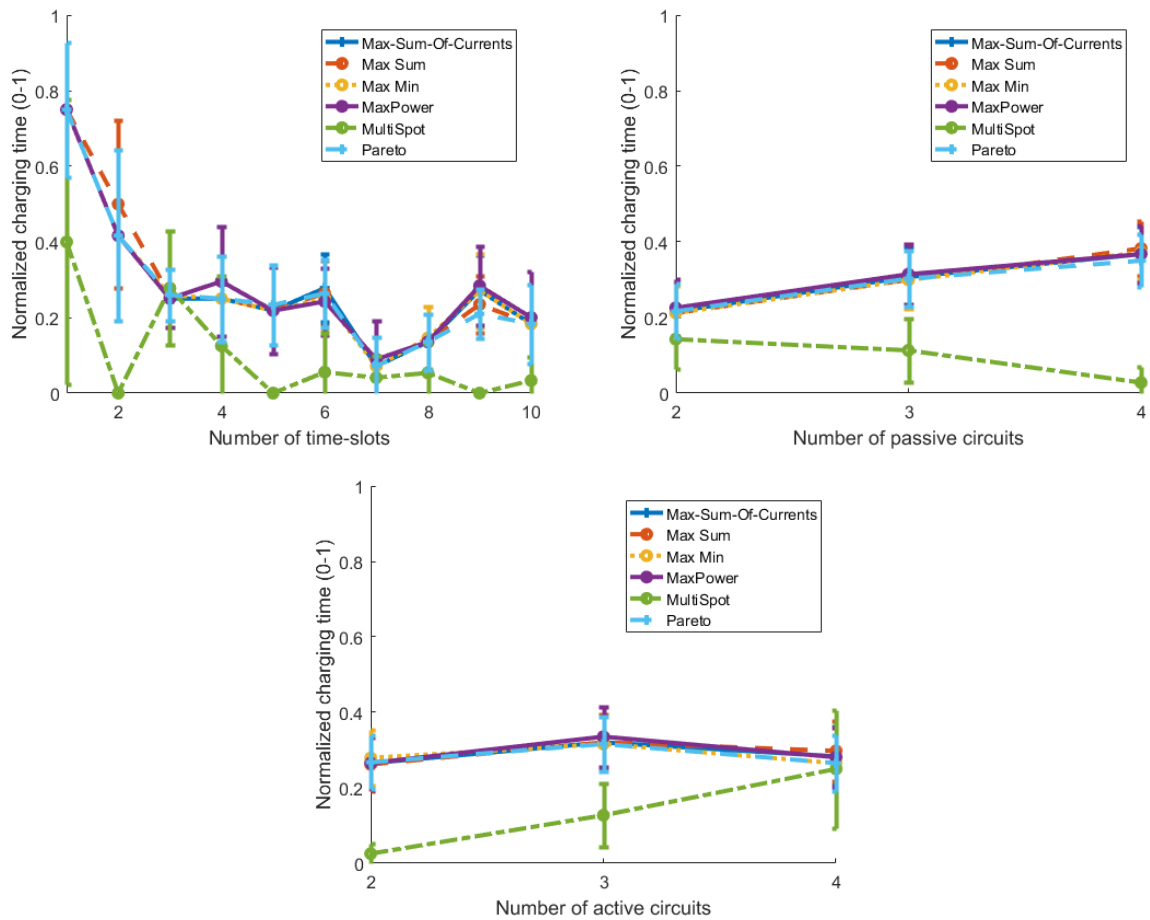 Normalized charging time (0-1)
1
0.8
0.6
0.4
0.2
0
2
4
6
8
10
Number of time-slots
Max-Sum-Of-Currents
Max Sum
Max Min
MaxPower
MultiSpot
Pareto
Normalized charging time (0-1)
1
0.8
0.6
0.4
0.2
0
2
3
4
Number of passive circuits
Max-Sum-Of-Currents
Max Sum
Max Min
MaxPower
MultiSpot
Pareto
Normalized charging time (0-1)
1
0.8
0.6
0.4
0.2
0
2
3
4
Number of active circuits
Max-Sum-Of-Currents
Max Sum
Max Min
MaxPower
MultiSpot
Pareto